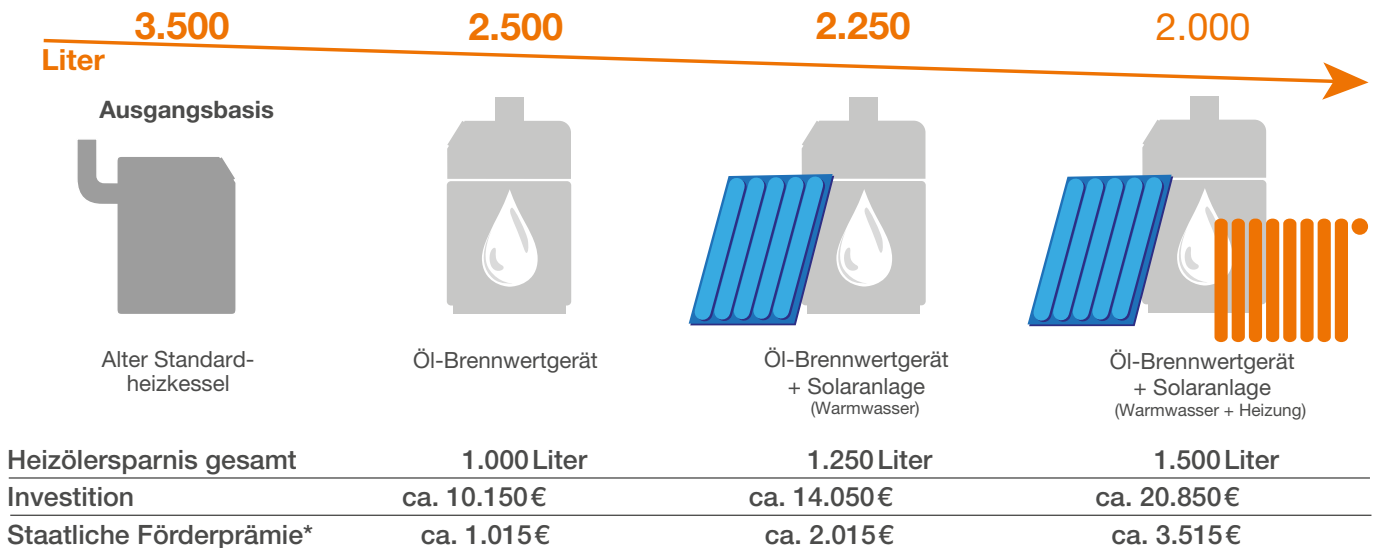 3.500 2.500 2.250 2.000
Liter
Ausgangsbasis
Alter Standard-
heizkessel
Öl-Brennwertgerät
Öl-Brennwertgerät
+ Solaranlage
(Warmwasser)
Öl-Brennwertgerät
+ Solaranlage
(Warmwasser + Heizung)
Heizölersparnis gesamt 1.000 Liter 1.250 Liter 1.500 Liter
Investition ca. 10.150 € ca. 14.050 € ca. 20.850 €
Staatliche Förderprämie* ca. 1.015 € ca. 2.015 € ca. 3.515 €